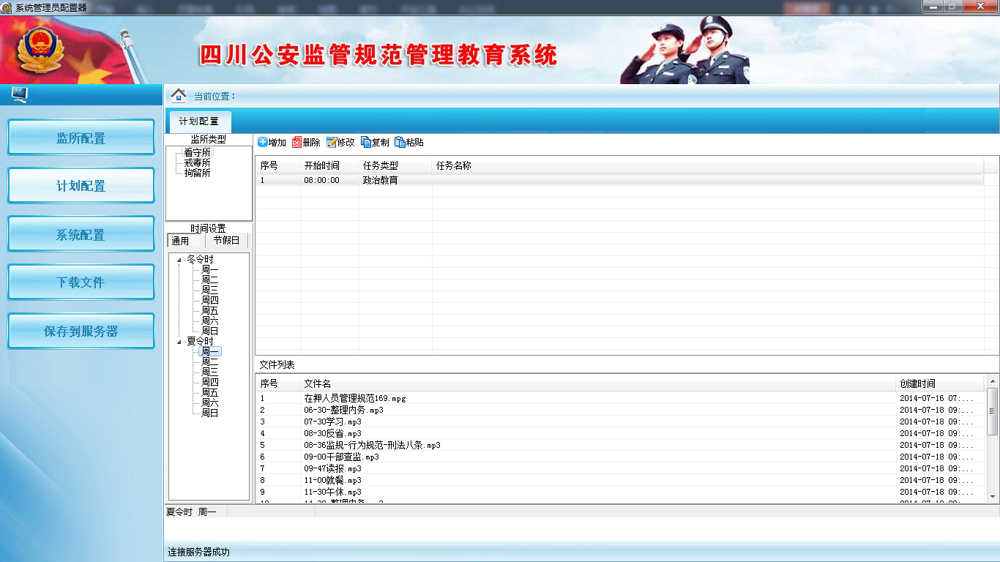 系统管理员配置器
四川公安监管规范管理教育系统
当前位置：
监所配置
计划配置
系统配置
下载文件
保存到服务器
计划配置
监所类型
看守所
戒毒所
拘留所
时间设置
通用 节假日
冬令时
周一
周二
周三
周四
周五
周六
周日
夏令时
周一
周二
周三
周四
周五
周六
周日
增加 删除 修改 复制 粘贴
序号 开始时间 任务类型 任务名称
1 08:00:00 政治教育
文件列表
序号 文件名 创建时间
1 在押人员管理规范169.mpg 2014-07-16 07:...
2 06-30-整理内务.mp3 2014-07-18 09:...
3 07-30学习.mp3 2014-07-18 09:...
4 08-30反省.mp3 2014-07-18 09:...
5 08-36监规-行为规范-刑法八条.mp3 2014-07-18 09:...
6 09-00干部查监.mp3 2014-07-18 09:...
7 09-47读报.mp3 2014-07-18 09:...
8 11-00就餐.mp3 2014-07-18 09:...
9 11-30午休.mp3 2014-07-18 09:...
夏令时 周一
连接服务器成功